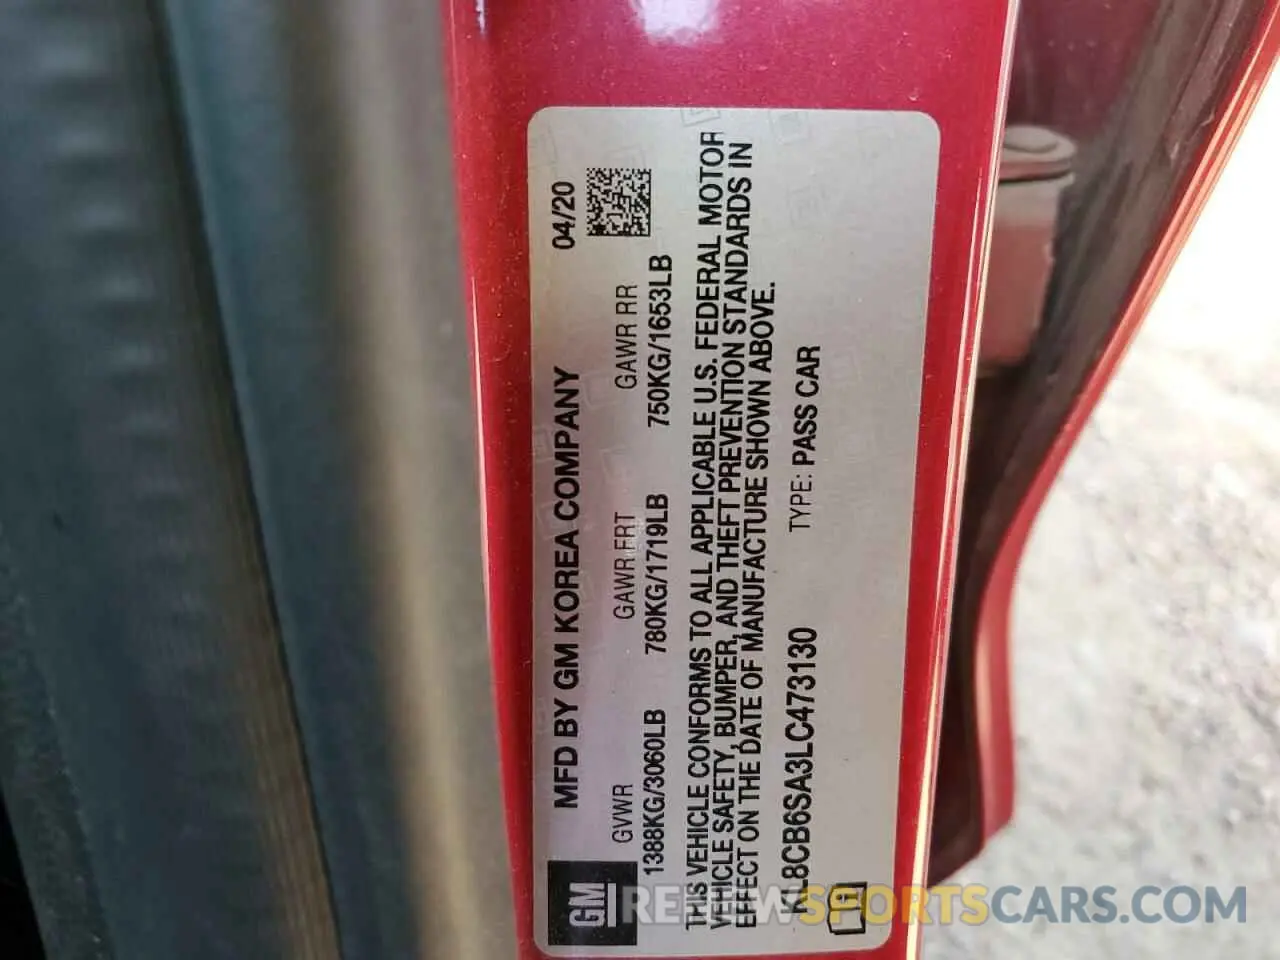 GM
MFD BY GM KOREA COMPANY 04/20
GVWR GAWR FRT GAWR RR
1388KG/3060LB 780KG/1719LB 750KG/1653LB
THIS VEHICLE CONFORMS TO ALL APPLICABLE U.S. FEDERAL MOTOR
VEHICLE SAFETY, BUMPER, AND THEFT PREVENTION STANDARDS IN
EFFECT ON THE DATE OF MANUFACTURE SHOWN ABOVE.
KL8CB6SA3LC473130 TYPE: PASS CAR
REVIEWSPORTSCARS.COM